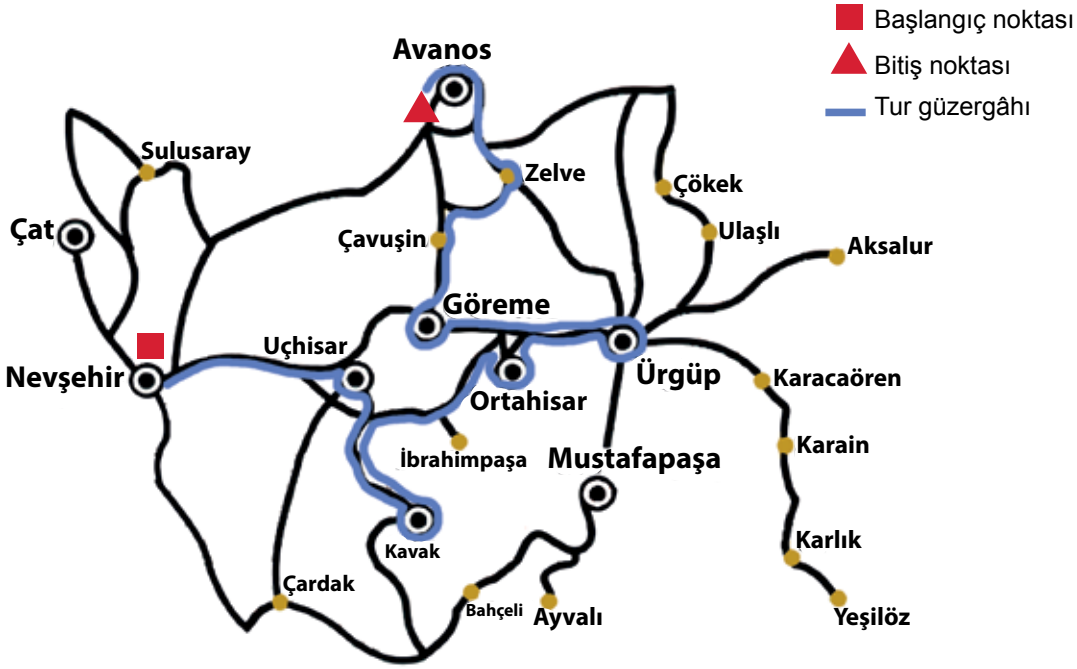 Başlangıç noktası
Bitiş noktası
Tur güzergâhı
Avanos
Sulusaray
Zelve
Çökek
Çat
Çavuşin
Ulaşlı
Aksalur
Göreme
Uçhisar
Nevşehir
Ürgüp
Karacaören
Ortahisar
İbrahimpaşa
Mustafapaşa
Karain
Kavak
Karlık
Çardak
Bahçeli
Ayvalı
Yeşilöz